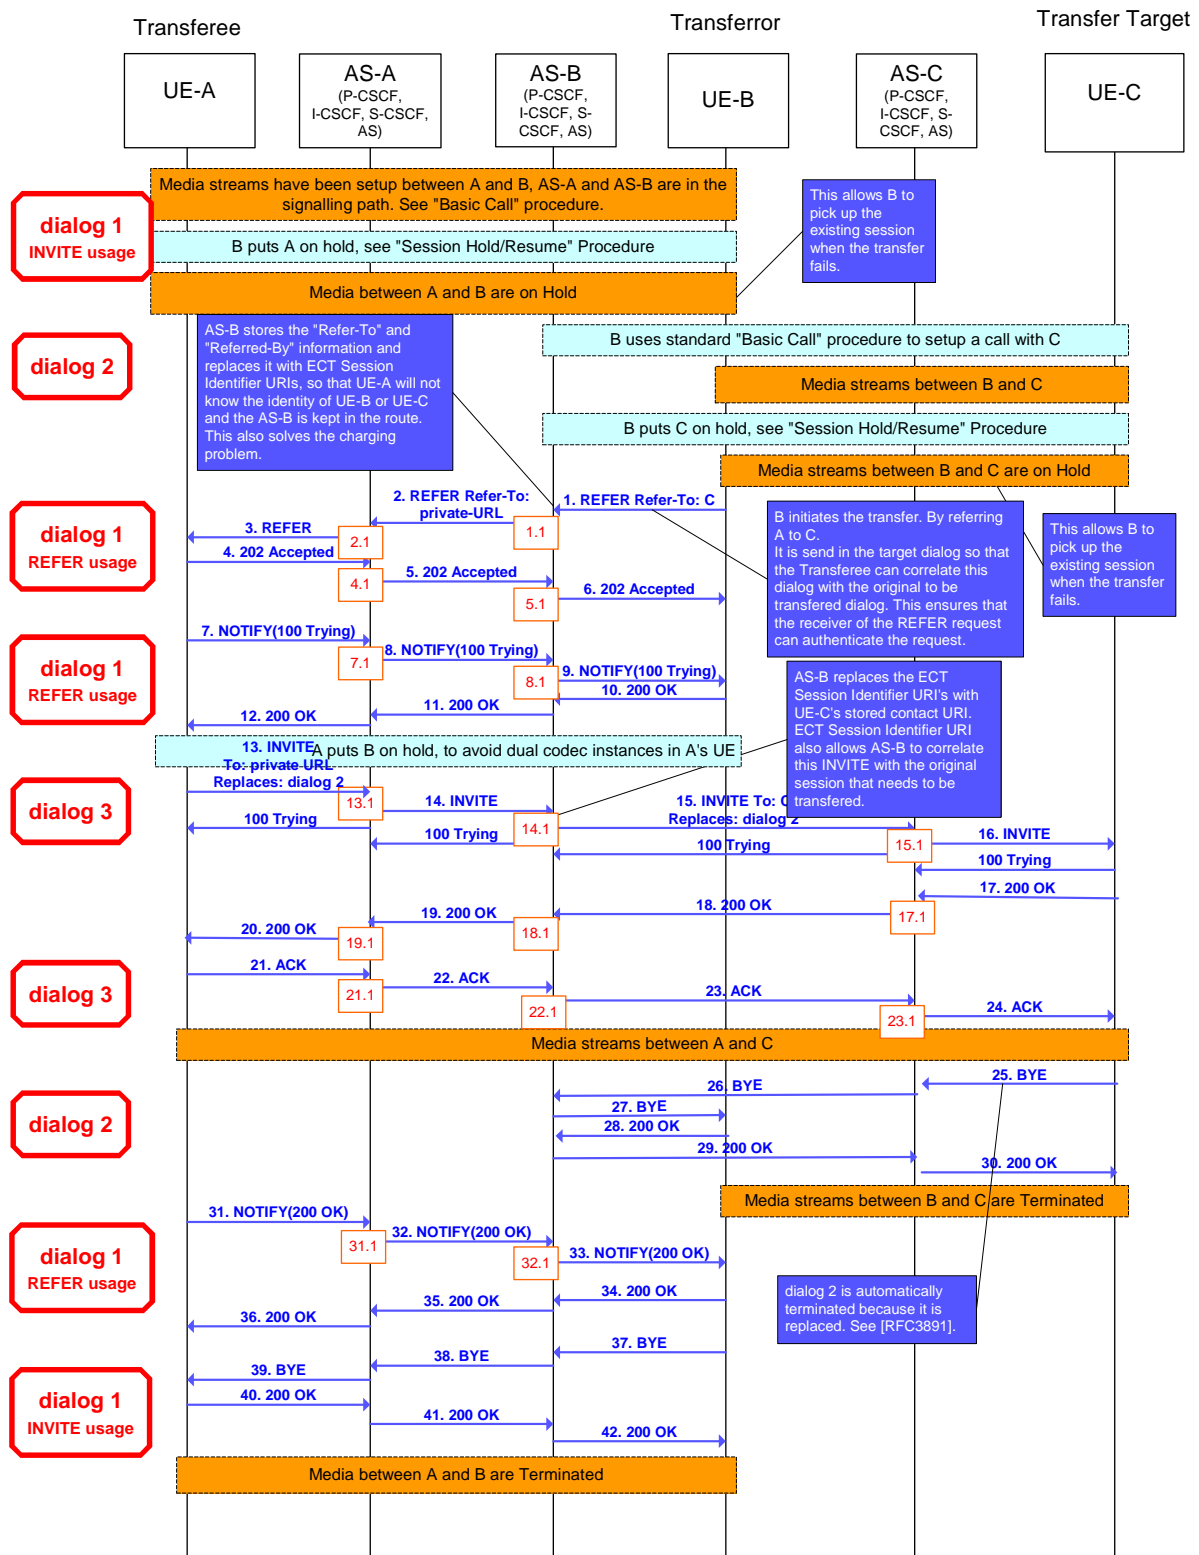 Transferee
Transferror
Transfer Target
UE-A
AS-A
(P-CSCF,
I-CSCF, S-CSCF,
AS)
AS-B
(P-CSCF,
I-CSCF, S-
CSCF, AS)
UE-B
AS-C
(P-CSCF,
I-CSCF, S-
CSCF, AS)
UE-C
Media streams have been setup between A and B, AS-A and AS-B are in the
signalling path. See "Basic Call" procedure.
dialog 1
INVITE usage
This allows B to
pick up the
existing session
when the transfer
fails.
B puts A on hold, see "Session Hold/Resume" Procedure
Media between A and B are on Hold
AS-B stores the "Refer-To" and
"Referred-By" information and
replaces it with ECT Session
Identifier URIs, so that UE-A will not
know the identity of UE-B or UE-C
and the AS-B is kept in the route.
This also solves the charging
problem.
B uses standard "Basic Call" procedure to setup a call with C
dialog 2
Media streams between B and C
B puts C on hold, see "Session Hold/Resume" Procedure
Media streams between B and C are on Hold
1. REFER Refer-To: C
2. REFER Refer-To:
private-URL
1.1
3. REFER
2.1
dialog 1
REFER usage
4. 202 Accepted
4.1
5. 202 Accepted
5.1
6. 202 Accepted
B initiates the transfer. By referring
A to C.
It is send in the target dialog so that
the Transferee can correlate this
dialog with the original to be
transfered dialog. This ensures that
the receiver of the REFER request
can authenticate the request.
This allows B to
pick up the
existing session
when the transfer
fails.
7. NOTIFY(100 Trying)
7.1
8. NOTIFY(100 Trying)
8.1
9. NOTIFY(100 Trying)
10. 200 OK
11. 200 OK
12. 200 OK
dialog 1
REFER usage
AS-B replaces the ECT
Session Identifier URI's with
UE-C's stored contact URI.
ECT Session Identifier URI
also allows AS-B to correlate
this INVITE with the original
session that needs to be
transfered.
A puts B on hold, to avoid dual codec instances in A's UE
13. INVITE
To: private URL
Replaces: dialog 2
13.1
dialog 3
14. INVITE
14.1
15. INVITE To: C
Replaces: dialog 2
15.1
100 Trying
100 Trying
100 Trying
16. INVITE
100 Trying
17. 200 OK
17.1
18. 200 OK
18.1
19. 200 OK
19.1
20. 200 OK
21. ACK
21.1
22. ACK
22.1
23. ACK
23.1
24. ACK
dialog 3
Media streams between A and C
25. BYE
26. BYE
27. BYE
28. 200 OK
29. 200 OK
30. 200 OK
dialog 2
Media streams between B and C are Terminated
31. NOTIFY(200 OK)
31.1
32. NOTIFY(200 OK)
32.1
33. NOTIFY(200 OK)
dialog 1
REFER usage
34. 200 OK
35. 200 OK
36. 200 OK
dialog 2 is automatically
terminated because it is
replaced. See [RFC3891].
37. BYE
38. BYE
39. BYE
40. 200 OK
41. 200 OK
42. 200 OK
dialog 1
INVITE usage
Media between A and B are Terminated